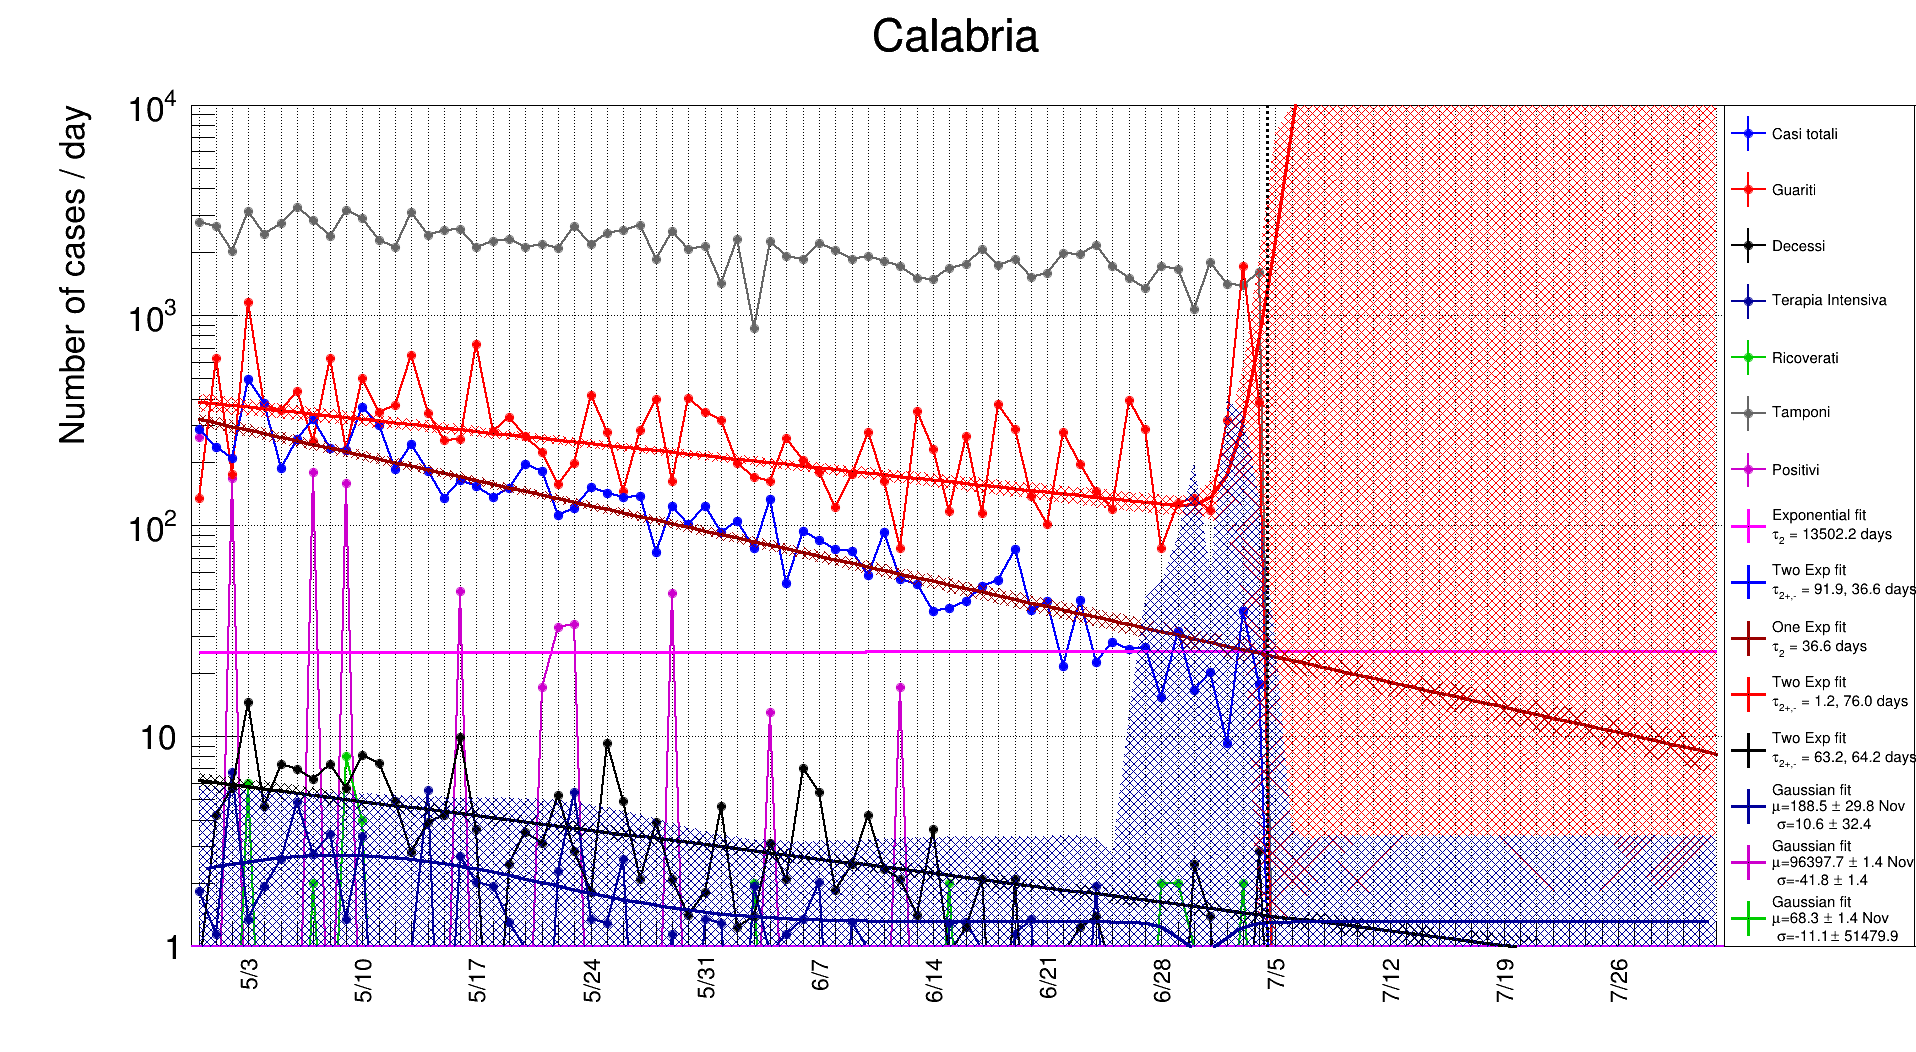 Calabria
Number of cases / day
10^4
10^3
10^2
10
1
5/3
5/10
5/17
5/24
5/31
6/7
6/14
6/21
6/28
7/5
7/12
7/19
7/26
Casi totali
Guariti
Decessi
Terapia Intensiva
Ricoverati
Tamponi
Positivi
Exponential fit
τ2 = 13502.2 days
Two Exp fit
τ2+,- = 91.9, 36.6 days
One Exp fit
τ2 = 36.6 days
Two Exp fit
τ2+,- = 1.2, 76.0 days
Two Exp fit
τ2+,- = 63.2, 64.2 days
Gaussian fit
μ=188.5 ± 29.8 Nov
σ=10.6 ± 32.4
Gaussian fit
μ=96397.7 ± 1.4 Nov
σ=-41.8 ± 1.4
Gaussian fit
μ=68.3 ± 1.4 Nov
σ=-11.1± 51479.9